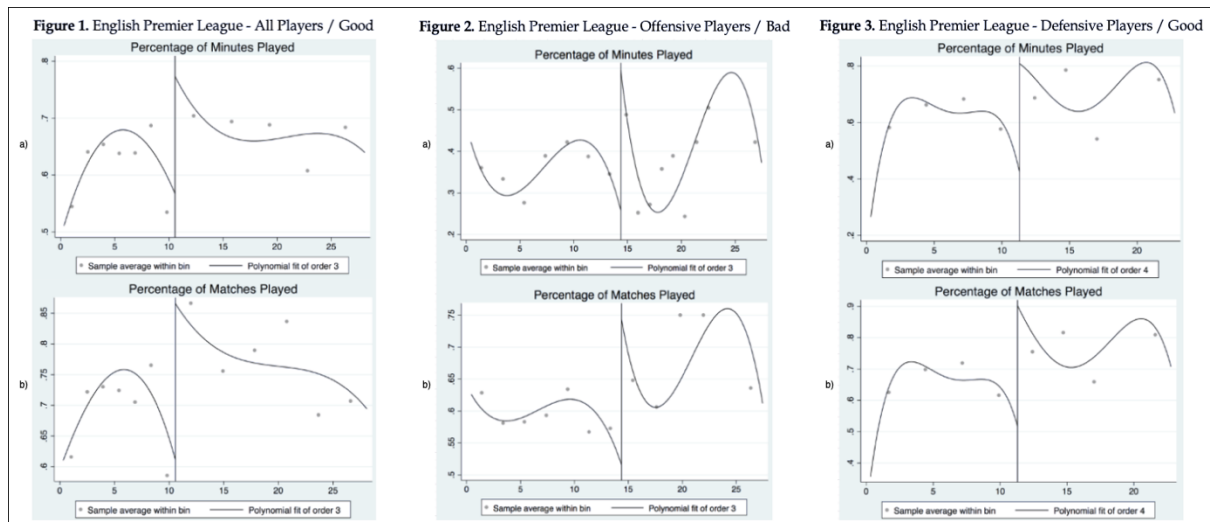 Figure 1. English Premier League - All Players / Good
Percentage of Minutes Played
a)
.8
.7
.6
.5
0 5 10 15 20 25
Sample average within bin Polynomial fit of order 3
Percentage of Matches Played
b)
.85
.8
.75
.7
.65
.6
0 5 10 15 20 25
Sample average within bin Polynomial fit of order 3
Figure 2. English Premier League - Offensive Players / Bad
Percentage of Minutes Played
a)
.6
.5
.4
.3
.2
0 5 10 15 20 25
Sample average within bin Polynomial fit of order 3
Percentage of Matches Played
b)
.75
.7
.65
.6
.55
.5
0 5 10 15 20 25
Sample average within bin Polynomial fit of order 3
Figure 3. English Premier League - Defensive Players / Good
Percentage of Minutes Played
a)
.8
.6
.4
.2
0 5 10 15 20
Sample average within bin Polynomial fit of order 4
Percentage of Matches Played
b)
.9
.8
.7
.6
.5
.4
0 5 10 15 20
Sample average within bin Polynomial fit of order 4